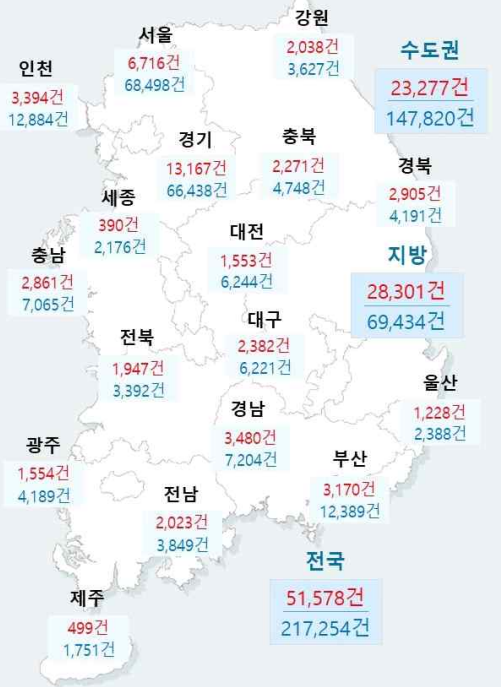 강원
2,038건
3,627건
서울
6,716건
68,498건
수도권
23,277건
147,820건
인천
3,394건
12,884건
경기
13,167건
66,438건
충북
2,271건
4,748건
경북
2,905건
4,191건
세종
390건
2,176건
대전
1,553건
6,244건
지방
28,301건
69,434건
충남
2,861건
7,065건
대구
2,382건
6,221건
전북
1,947건
3,392건
울산
1,228건
2,388건
경남
3,480건
7,204건
광주
1,554건
4,189건
부산
3,170건
12,389건
전남
2,023건
3,849건
전국
51,578건
217,254건
제주
499건
1,751건